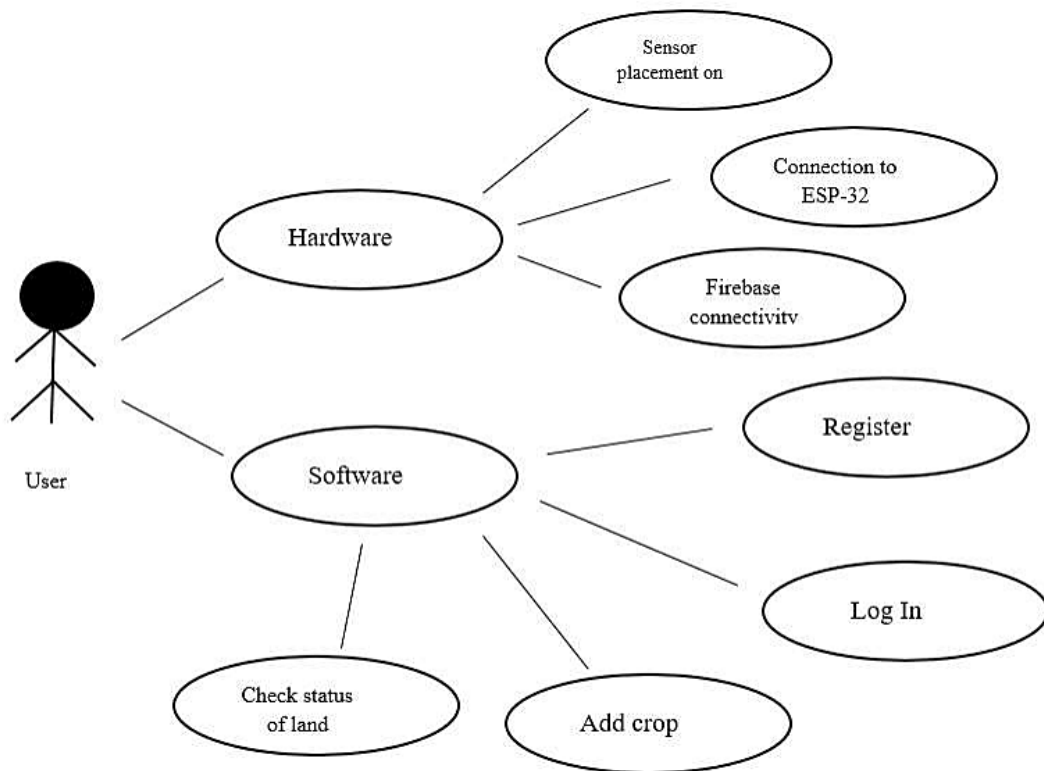 Sensor
placement on
Connection to
ESP-32
Hardware
Firebase
connectivity
Register
User
Software
Log In
Check status
of land
Add crop